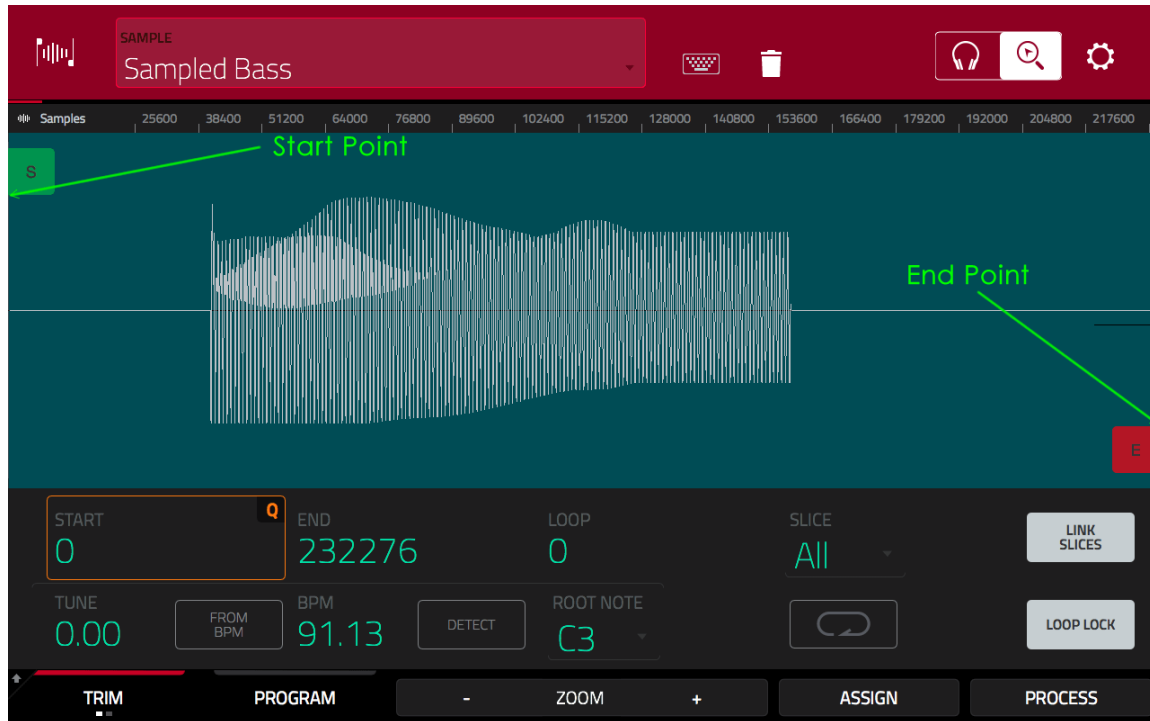 SAMPLE
Sampled Bass
Samples 25600 38400 51200 64000 76800 89600 102400 115200 128000 140800 153600 166400 179200 192000 204800 217600
Start Point
S
End Point
E
START Q END LOOP SLICE LINK SLICES
0 232276 0 All
TUNE FROM BPM BPM DETECT ROOT NOTE LOOP LOCK
0.00 91.13 C3
TRIM PROGRAM - ZOOM + ASSIGN PROCESS